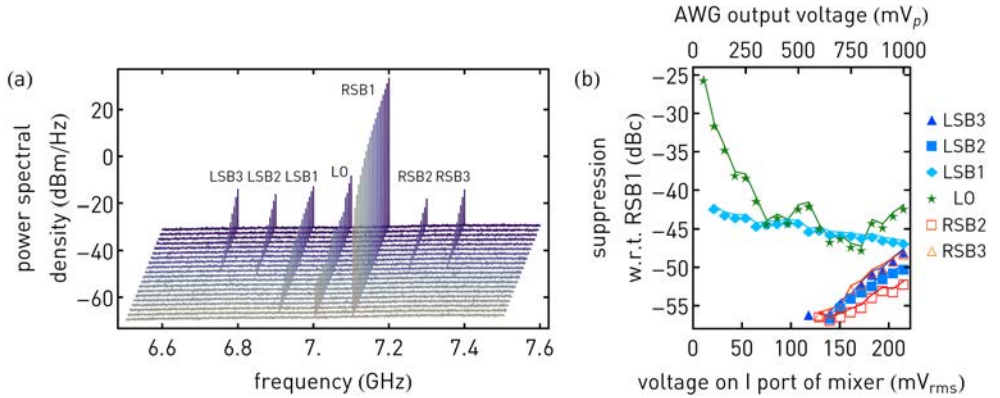 (a)
power spectral
density (dBm/Hz)
20
0
−20
−40
−60
LSB3
LSB2
LSB1
LO
RSB1
RSB2
RSB3
6.6
6.8
7.
7.2
7.4
7.6
frequency (GHz)
(b)
AWG output voltage (mVp)
0
250
500
750
1000
suppression
w.r.t. RSB1 (dBc)
−25
−30
−35
−40
−45
−50
−55
0
50
100
150
200
voltage on I port of mixer (mVrms)
LSB3
LSB2
LSB1
LO
RSB2
RSB3